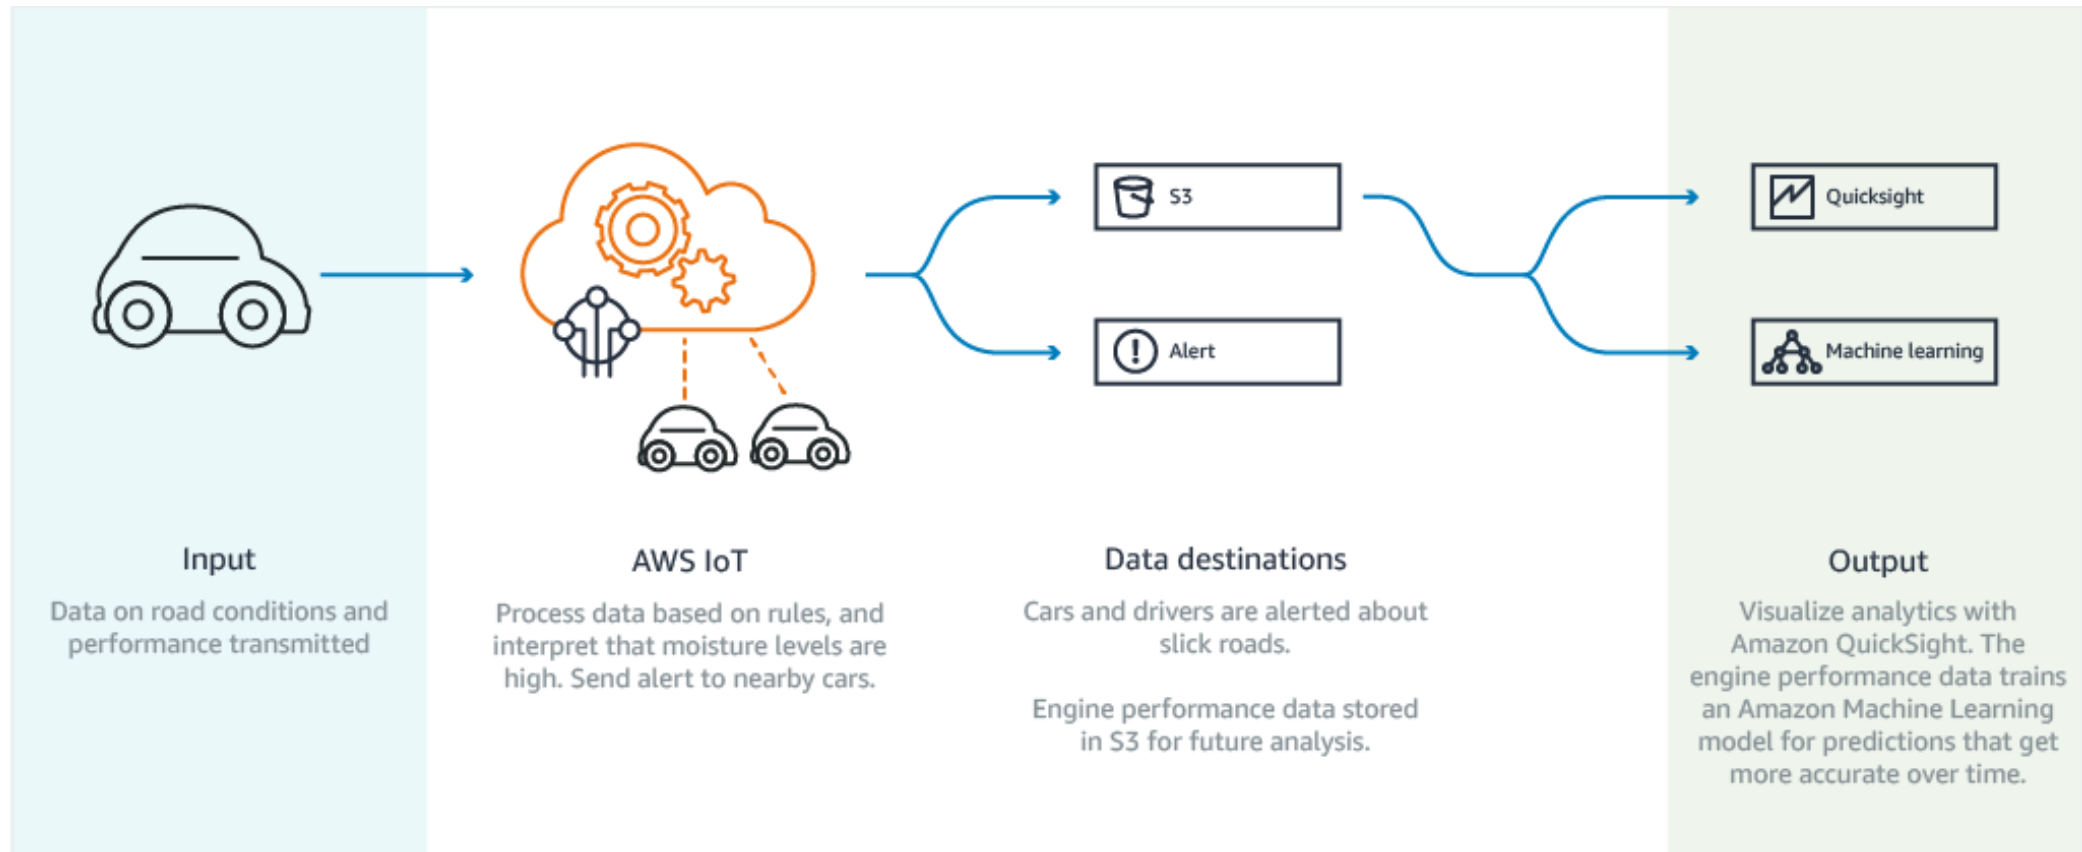 S3
Quicksight
Alert
Machine learning
Input
Data on road conditions and
performance transmitted
AWS IoT
Process data based on rules, and
interpret that moisture levels are
high. Send alert to nearby cars.
Data destinations
Cars and drivers are alerted about
slick roads.
Engine performance data stored
in S3 for future analysis.
Output
Visualize analytics with
Amazon QuickSight. The
engine performance data trains
an Amazon Machine Learning
model for predictions that get
more accurate over time.